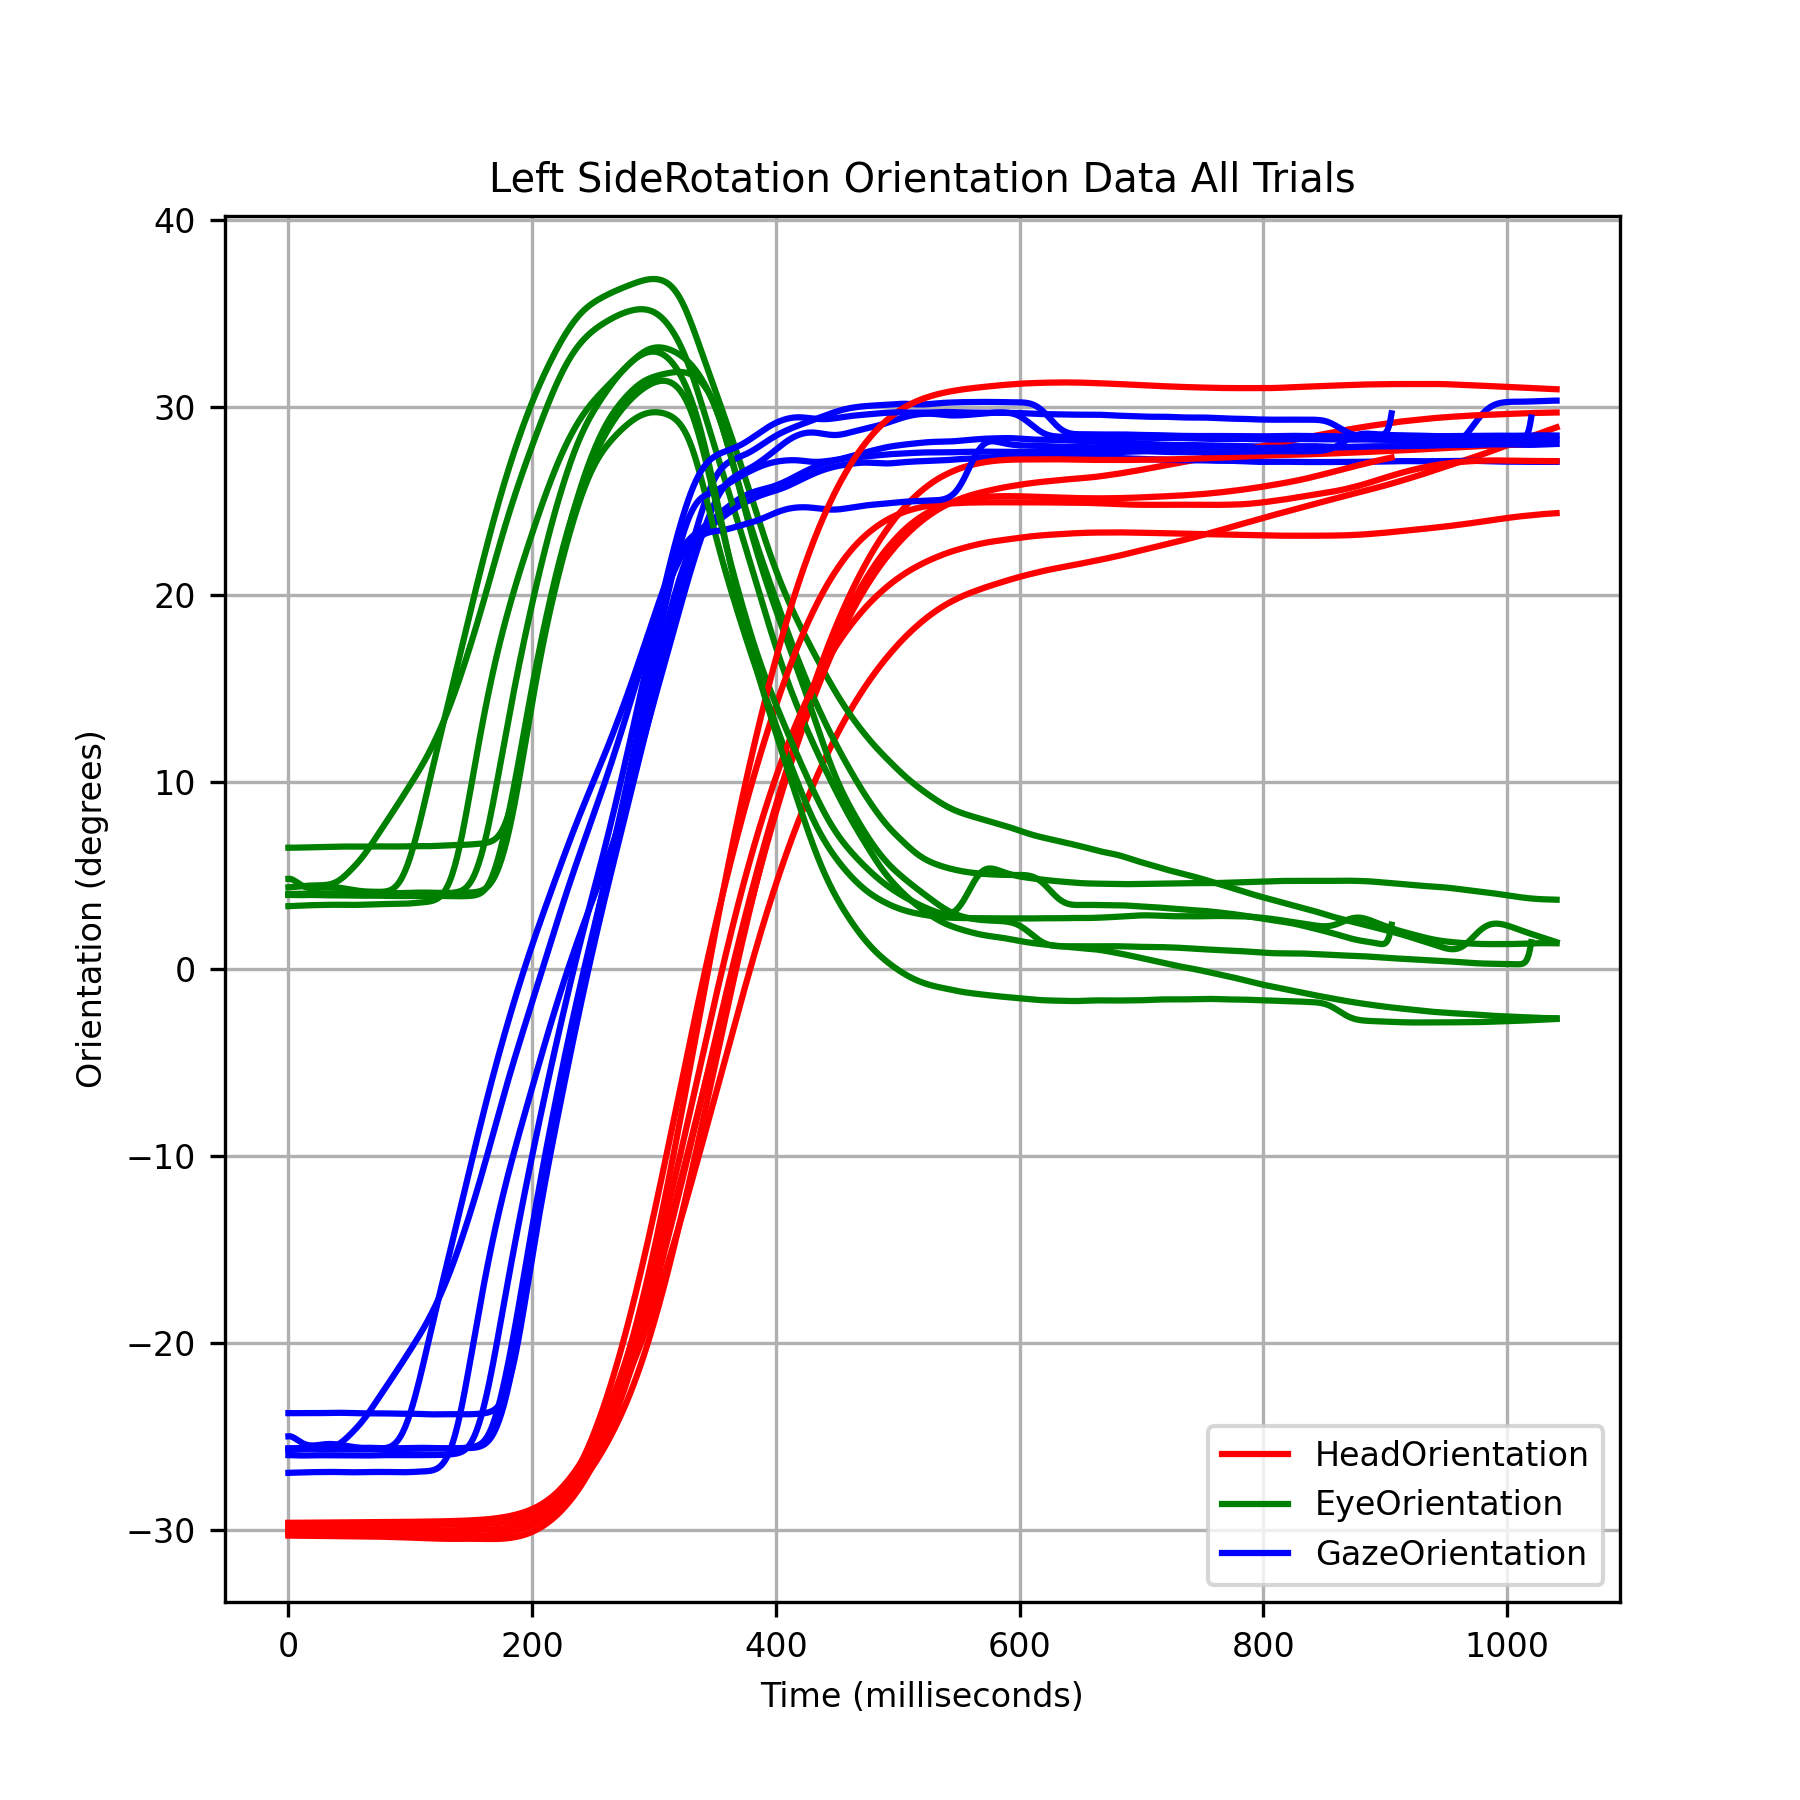 Left SideRotation Orientation Data All Trials
40
30
20
10
0
−10
−20
−30
Orientation (degrees)
0 200 400 600 800 1000
Time (milliseconds)
HeadOrientation
EyeOrientation
GazeOrientation